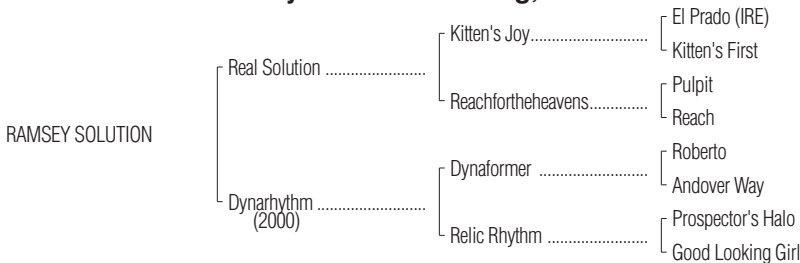 El Prado (IRE)
Kitten's Joy..............................
Kitten's First
Real Solution .........................
Pulpit
Reachfortheheavens...............
Reach
RAMSEY SOLUTION
Roberto
Dynaformer ...........................
Andover Way
Dynarhythm ...........................
(2000)
Prospector's Halo
Relic Rhythm .........................
Good Looking Girl